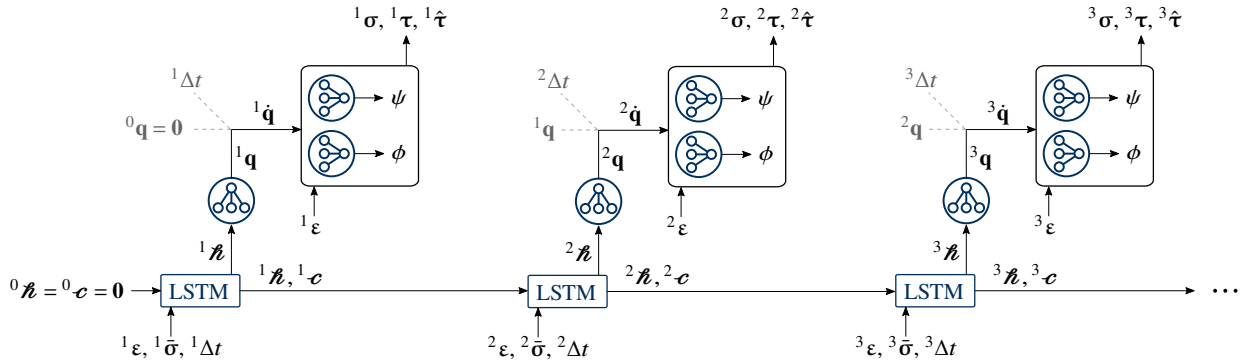 ¹σ, ¹τ, ¹τ̂
²σ, ²τ, ²τ̂
³σ, ³τ, ³τ̂
¹Δt
ψ
²Δt
ψ
³Δt
ψ
⁰q = 0
¹q̇
¹q
²q̇
²q
³q̇
¹q
ϕ
²q
ϕ
³q
ϕ
¹ε
²ε
³ε
¹𝒽
²𝒽
³𝒽
⁰𝒽 = ⁰𝒸 = 0
LSTM
¹𝒽, ¹𝒸
LSTM
²𝒽, ²𝒸
LSTM
³𝒽, ³𝒸
...
¹ε, ¹σ̄, ¹Δt
²ε, ²σ̄, ²Δt
³ε, ³σ̄, ³Δt